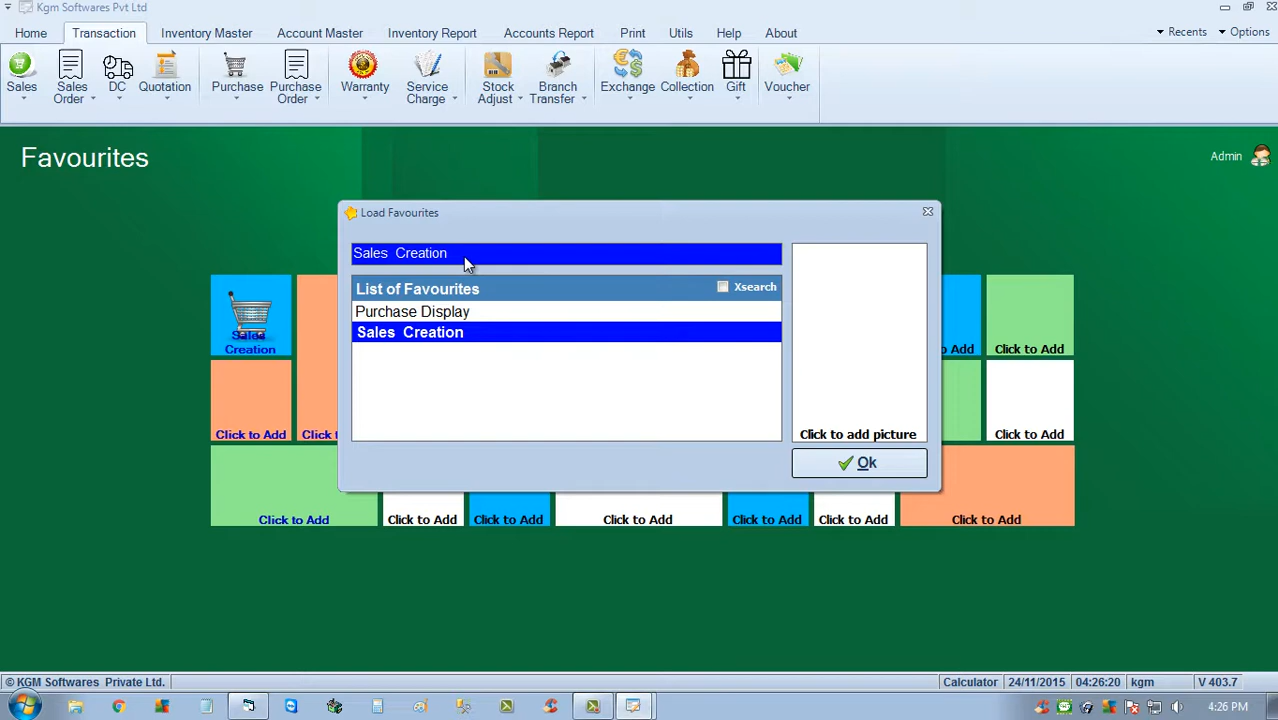 Kgm Softwares Pvt Ltd
Home Transaction Inventory Master Account Master Inventory Report Accounts Report Print Utils Help About Recents Options
Sales Sales Order DC Quotation Purchase Purchase Order Warranty Service Charge Stock Adjust Branch Transfer Exchange Collection Gift Voucher
Favourites
Admin
Load Favourites
Sales Creation
List of Favourites Xsearch
Purchase Display
Sales Creation
Click to add picture
Ok
Sales Creation
Click to Add
Click to Add
Click to Add Click t Click to Add
Click to Add Click to Add Click to Add Click to Add Click to Add Click to Add Click to Add
© KGM Softwares Private Ltd. Calculator 24/11/2015 04:26:20 kgm V 403.7
4:26 PM